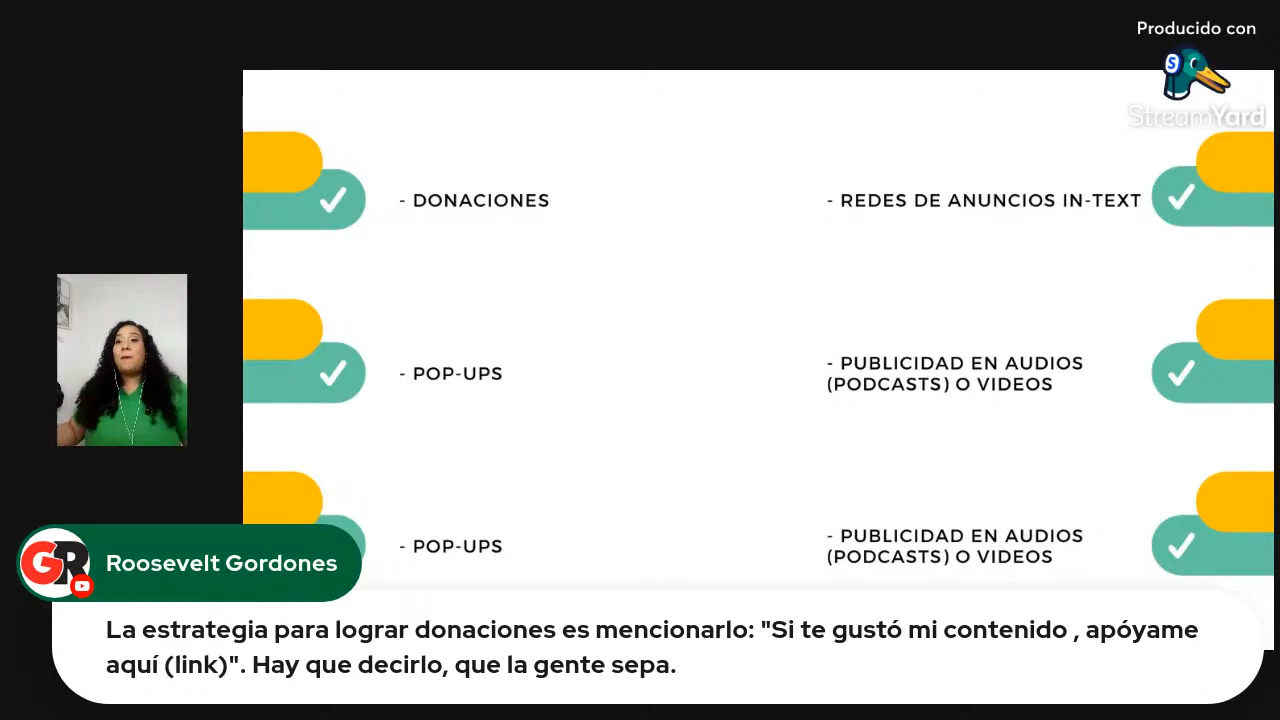 Producido con
StreamYard
- DONACIONES
- REDES DE ANUNCIOS IN-TEXT
- POP-UPS
- PUBLICIDAD EN AUDIOS
(PODCASTS) O VIDEOS
- POP-UPS
- PUBLICIDAD EN AUDIOS
(PODCASTS) O VIDEOS
GR
Roosevelt Gordones
La estrategia para lograr donaciones es mencionarlo: "Si te gustó mi contenido , apóyame
aquí (link)". Hay que decirlo, que la gente sepa.